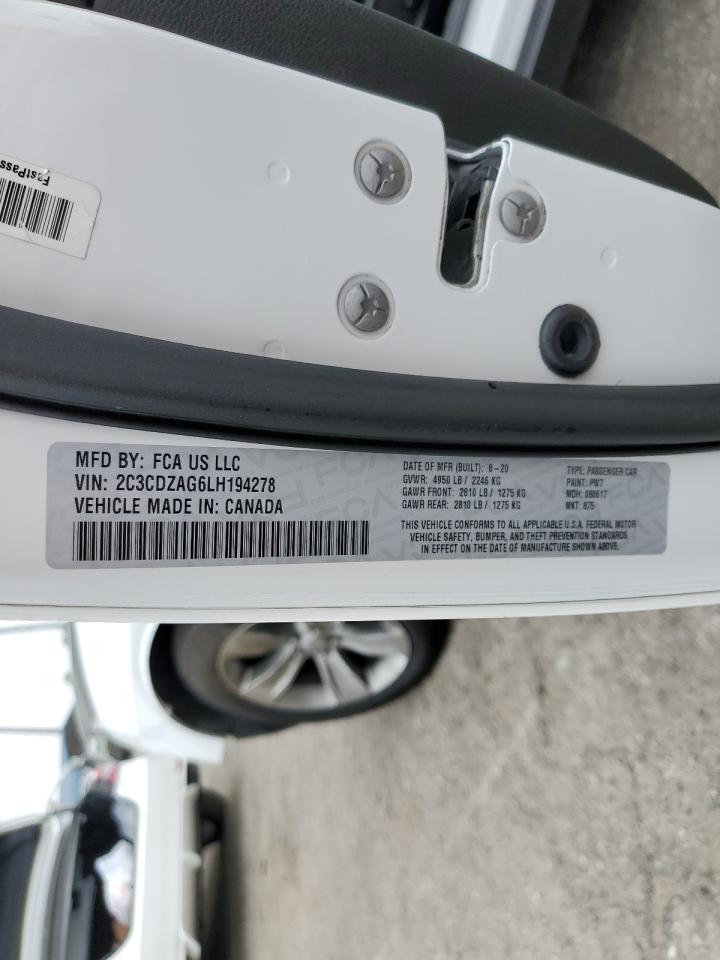 FastPass
MFD BY: FCA US LLC
VIN: 2C3CDZAG6LH194278
VEHICLE MADE IN: CANADA
DATE OF MFR (BUILT): 8-20
GVWR: 4950 LB / 2246 KG
GAWR FRONT: 2810 LB / 1275 KG
GAWR REAR: 2810 LB / 1275 KG
TYPE: PASSENGER CAR
PAINT: PW7
MDH: 080617
MKT: 875
THIS VEHICLE CONFORMS TO ALL APPLICABLE U.S.A. FEDERAL MOTOR
VEHICLE SAFETY, BUMPER, AND THEFT PREVENTION STANDARDS
IN EFFECT ON THE DATE OF MANUFACTURE SHOWN ABOVE.